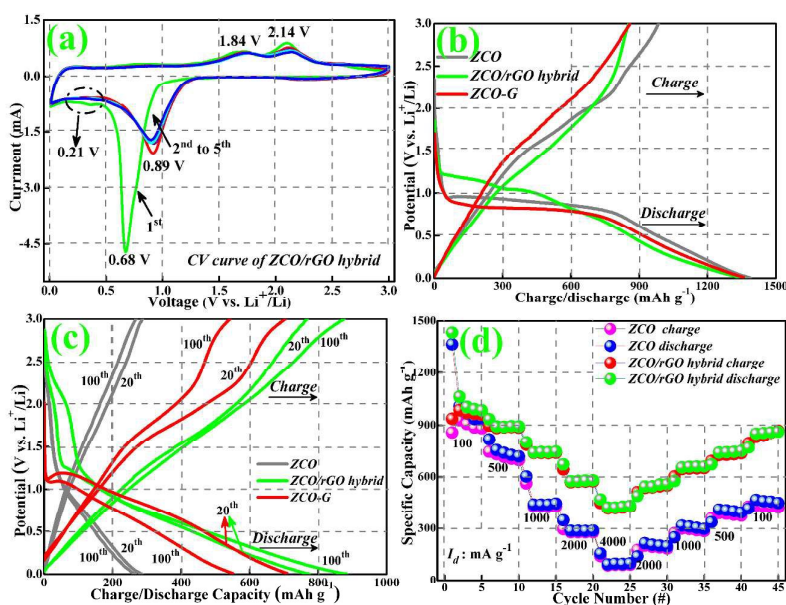 (a)
1.84 V
2.14 V
0.21 V
2nd to 5th
0.89 V
1st
0.68 V
CV curve of ZCO/rGO hybrid
Currrent (mA)
1.5
0.0
-1.5
-3.0
-4.5
0.0 0.5 1.0 1.5 2.0 2.5 3.0
Voltage (V vs. Li+/Li)
(b)
ZCO
ZCO/rGO hybrid
ZCO-G
Charge
Discharge
Potential (V vs. Li+/Li)
3.0
2.5
2.0
1.5
1.0
0.5
0.0
0 300 600 900 1200 1500
Charge/discharge (mAh g-1)
(c)
100th
20th
100th
20th
20th
100th
Charge
ZCO
ZCO/rGO hybrid
ZCO-G
20th
Discharge
100th
20th
100th
100th
Potential (V vs. Li+/Li)
3.0
2.5
2.0
1.5
1.0
0.5
0.0
0 200 400 600 800 1000
Charge/Discharge Capacity (mAh g-1)
(d)
ZCO charge
ZCO discharge
ZCO/rGO hybrid charge
ZCO/rGO hybrid discharge
100
500
1000
2000
4000
2000
1000
500
100
Id : mA g-1
Specific Capacity (mAh g-1)
1500
1200
900
600
300
0
0 5 10 15 20 25 30 35 40 45
Cycle Number (#)